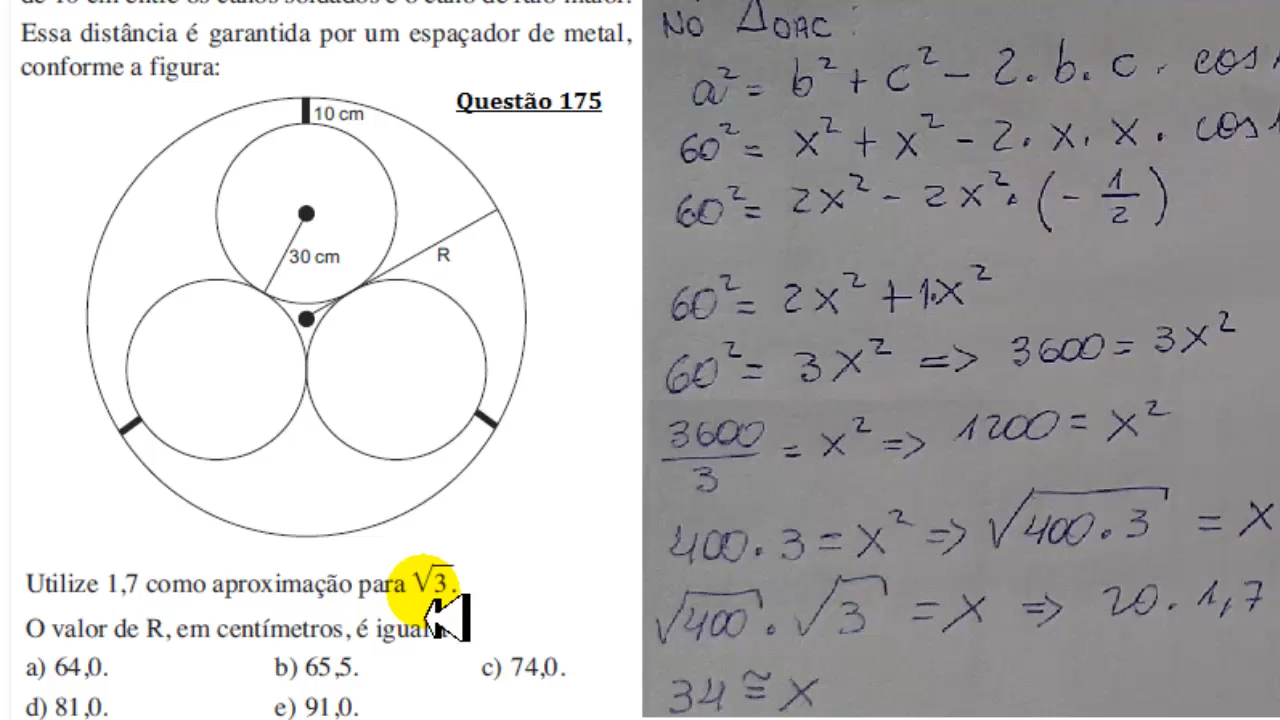 Essa distância é garantida por um espaçador de metal,
conforme a figura:
Questão 175
10 cm
30 cm
R
Utilize 1,7 como aproximação para √3.
O valor de R, em centímetros, é igual
a) 64,0.
b) 65,5.
c) 74,0.
d) 81,0.
e) 91,0.
NO ΔOAC:
a² = b² + c² - 2.b.c. cos
60² = x² + x² - 2.x.x. cos
60² = 2x² - 2x².(-1/2)
60² = 2x² + 1.x²
60² = 3x² => 3600 = 3x²
3600/3 = x² => 1200 = x²
400.3 = x² => √400.3 = x
√400.√3 = x => 20.1,7
34 ≅ x